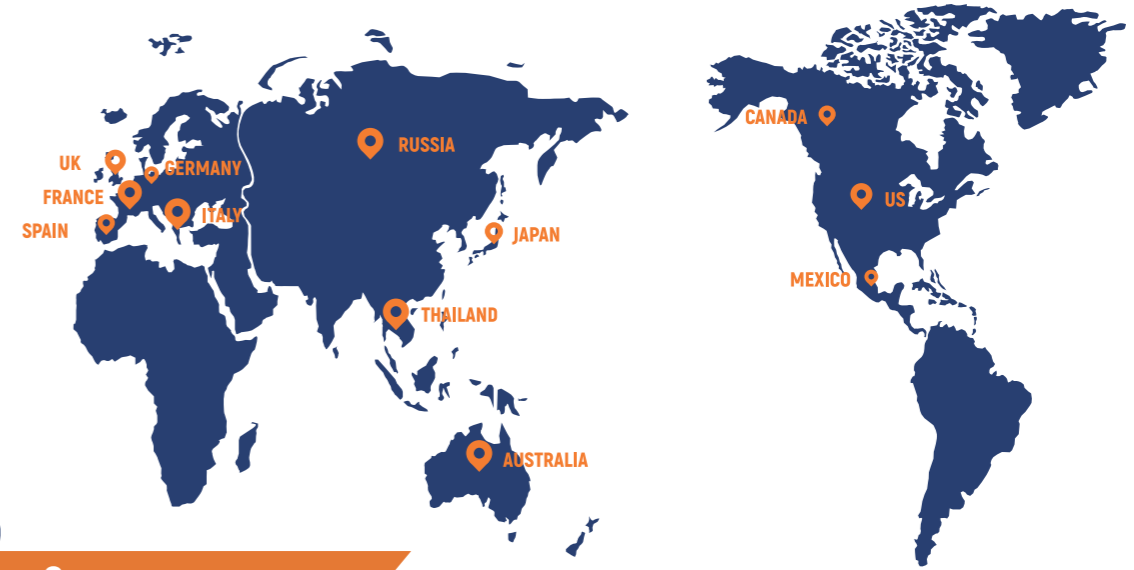 CANADA
RUSSIA
UK
GERMANY
FRANCE
US
ITALY
SPAIN
JAPAN
MEXICO
THAILAND
AUSTRALIA